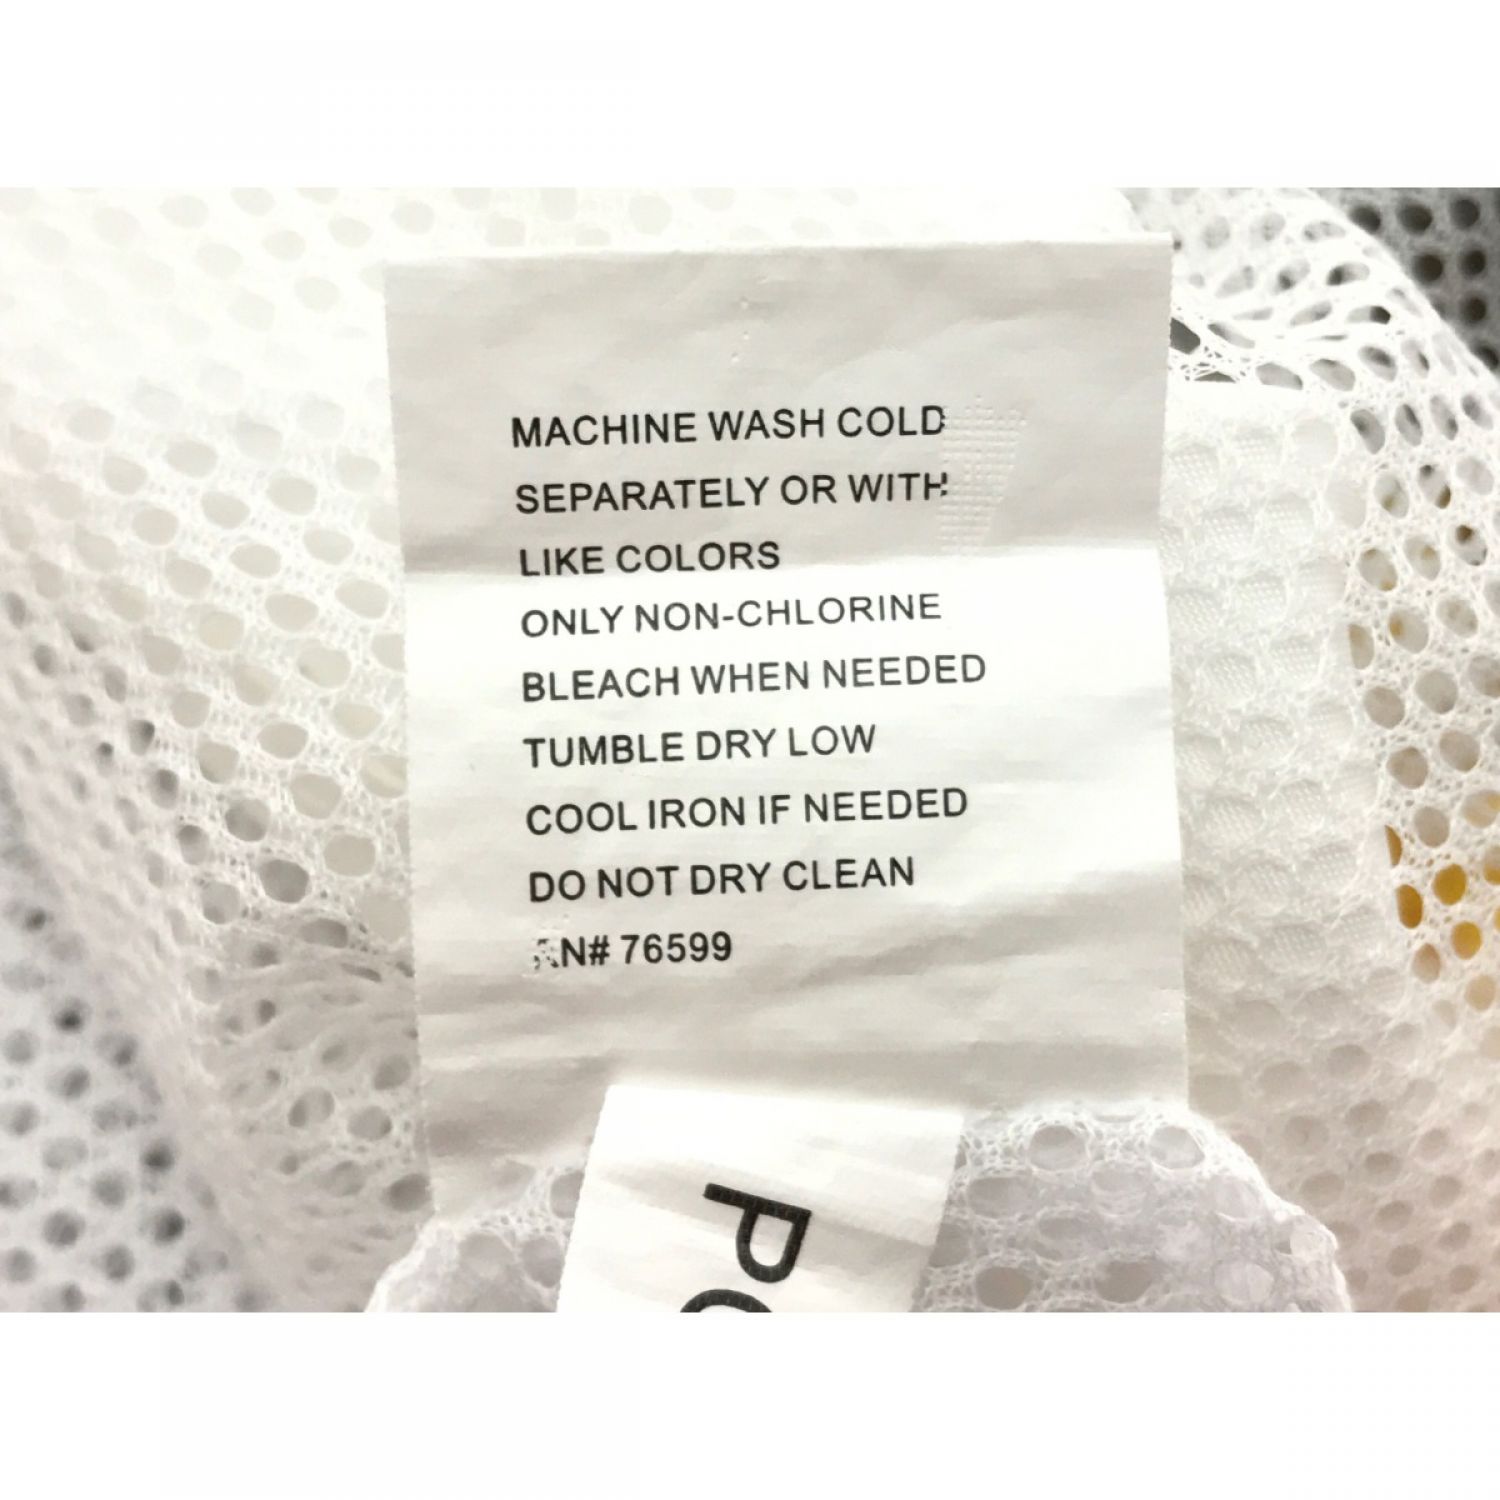 MACHINE WASH COLD
SEPARATELY OR WITH
LIKE COLORS
ONLY NON-CHLORINE
BLEACH WHEN NEEDED
TUMBLE DRY LOW
COOL IRON IF NEEDED
DO NOT DRY CLEAN
RN# 76599